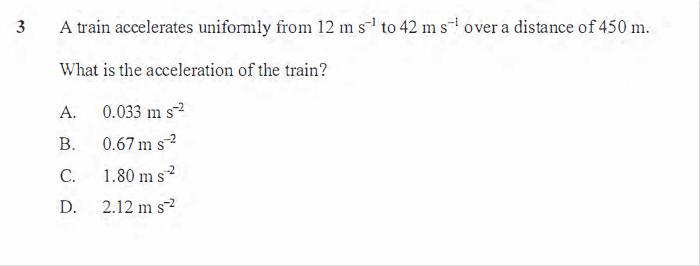 3 A train accelerates uniformly from 12 m s⁻¹ to 42 m s⁻¹ over a distance of 450 m.
What is the acceleration of the train?
A. 0.033 m s⁻²
B. 0.67 m s⁻²
C. 1.80 m s⁻²
D. 2.12 m s⁻²